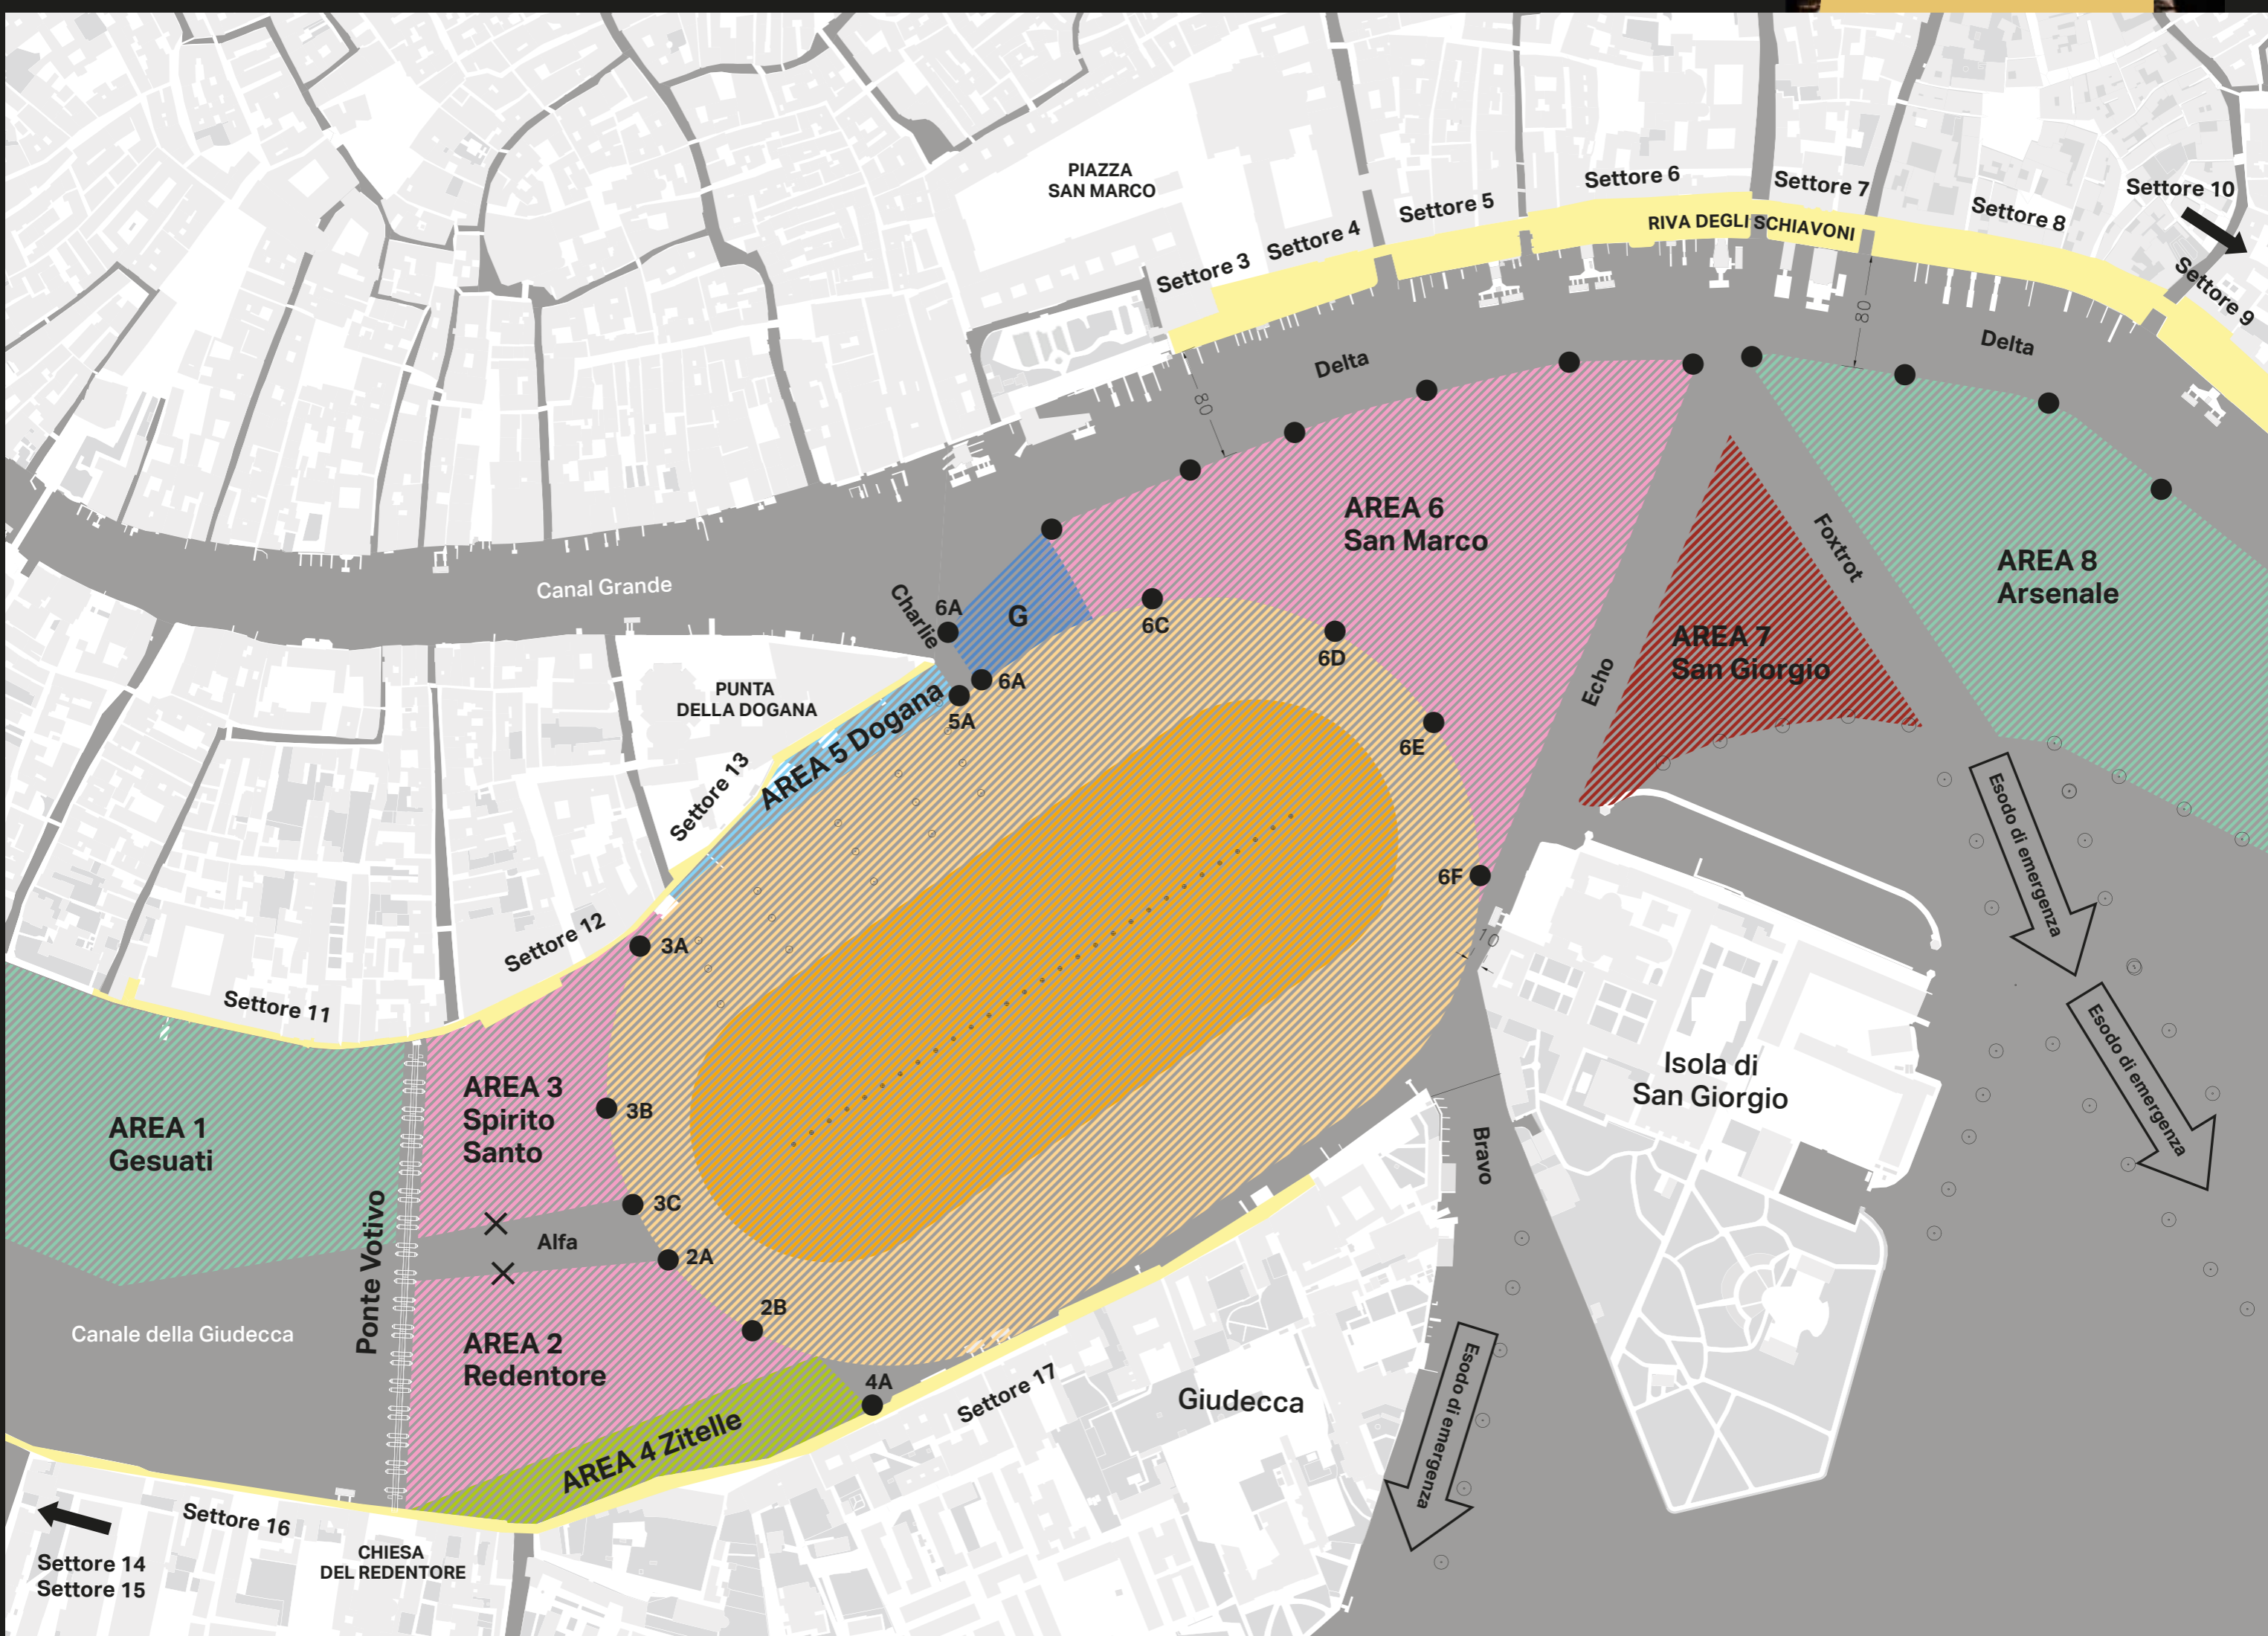 PIAZZA
SAN MARCO
Settore 3
Settore 4
Settore 5
Settore 6
Settore 7
Settore 8
Settore 10
Settore 9
RIVA DEGLI SCHIAVONI
Delta
80
Delta
80
Canal Grande
Charlie
6A
G
6A
5A
6C
6D
6E
6F
AREA 6
San Marco
Echo
Foxtrot
AREA 7
San Giorgio
AREA 8
Arsenale
PUNTA
DELLA DOGANA
AREA 5 Dogana
Settore 13
Settore 12
Settore 11
3A
3B
3C
2A
2B
4A
10
AREA 3
Spirito
Santo
AREA 1
Gesuati
Alfa
Ponte Votivo
Canale della Giudecca
AREA 2
Redentore
AREA 4 Zitelle
Settore 17
Giudecca
Isola di
San Giorgio
Bravo
Esodo di emergenza
Esodo di emergenza
Esodo di emergenza
Settore 16
Settore 14
Settore 15
CHIESA
DEL REDENTORE